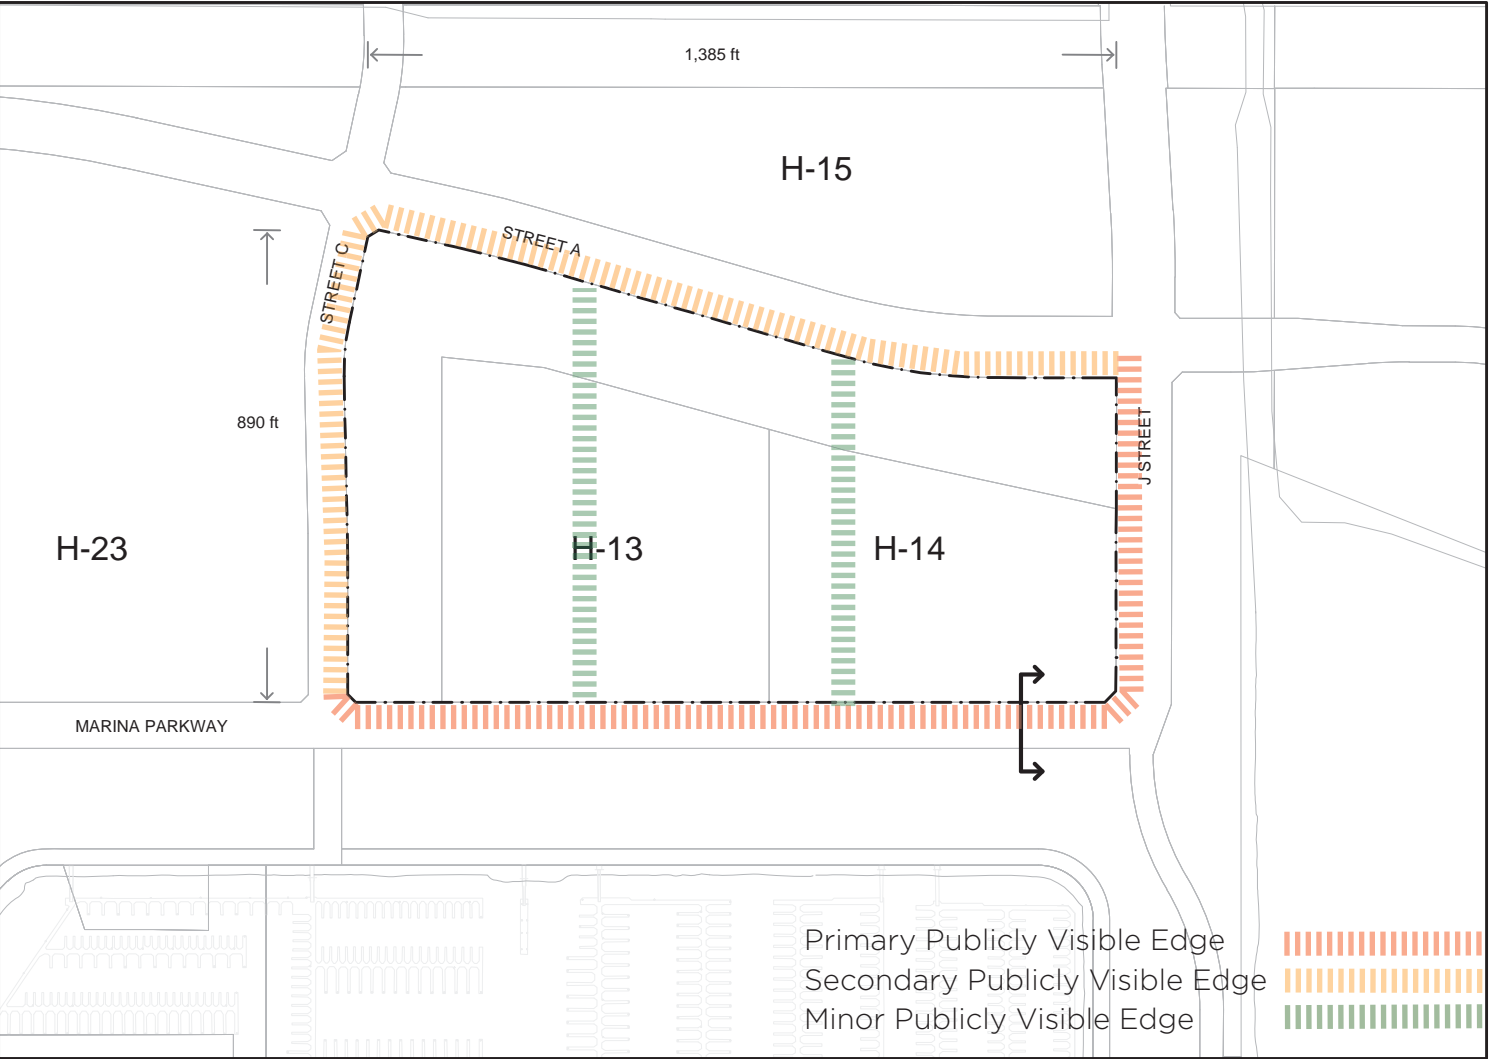 1,385 ft
H-15
STREET A
STREET C
890 ft
J STREET
H-23
H-13
H-14
MARINA PARKWAY
Primary Publicly Visible Edge
Secondary Publicly Visible Edge
Minor Publicly Visible Edge